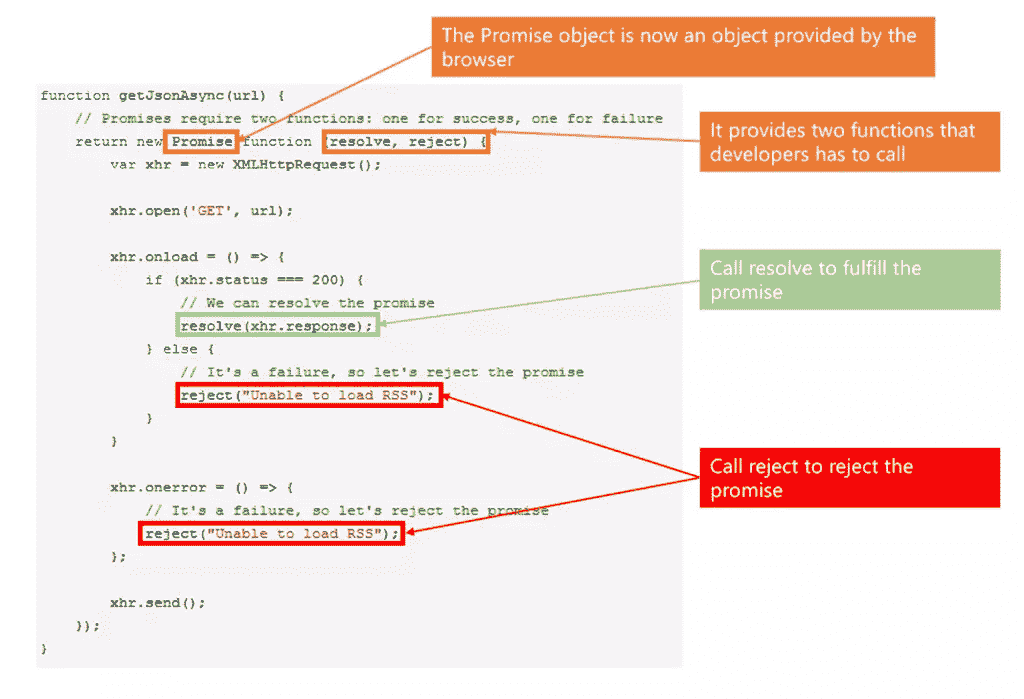 The Promise object is now an object provided by the
browser
function getJsonAsync(url) {
// Promises require two functions: one for success, one for failure
return new Promise function (resolve, reject) {
It provides two functions that
developers has to call
var xhr = new XMLHttpRequest();
xhr.open('GET', url);
xhr.onload = () => {
if (xhr.status === 200) {
Call resolve to fulfill the
promise
// We can resolve the promise
resolve(xhr.response);
} else {
// It's a failure, so let's reject the promise
reject("Unable to load RSS");
}
}
Call reject to reject the
promise
xhr.onerror = () => {
// It's a failure, so let's reject the promise
reject("Unable to load RSS");
};
xhr.send();
});
}